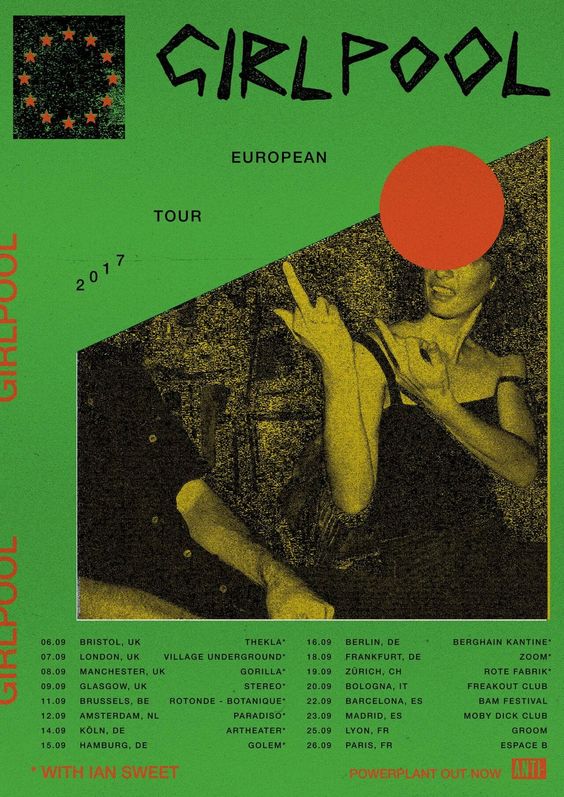 GIRLPOOL
EUROPEAN
TOUR
2017
GIRLPOOL
GIRLPOOL
06.09 BRISTOL, UK THEKLA*
07.09 LONDON, UK VILLAGE UNDERGROUND*
08.09 MANCHESTER, UK GORILLA*
09.09 GLASGOW, UK STEREO*
11.09 BRUSSELS, BE ROTONDE - BOTANIQUE*
12.09 AMSTERDAM, NL PARADISO*
14.09 KÖLN, DE ARTHEATER*
15.09 HAMBURG, DE GOLEM*
16.09 BERLIN, DE BERGHAIN KANTINE*
18.09 FRANKFURT, DE ZOOM*
19.09 ZÜRICH, CH ROTE FABRIK*
20.09 BOLOGNA, IT FREAKOUT CLUB
22.09 BARCELONA, ES BAM FESTIVAL
23.09 MADRID, ES MOBY DICK CLUB
25.09 LYON, FR GROOM
26.09 PARIS, FR ESPACE B
* WITH IAN SWEET
POWERPLANT OUT NOW ANTI-